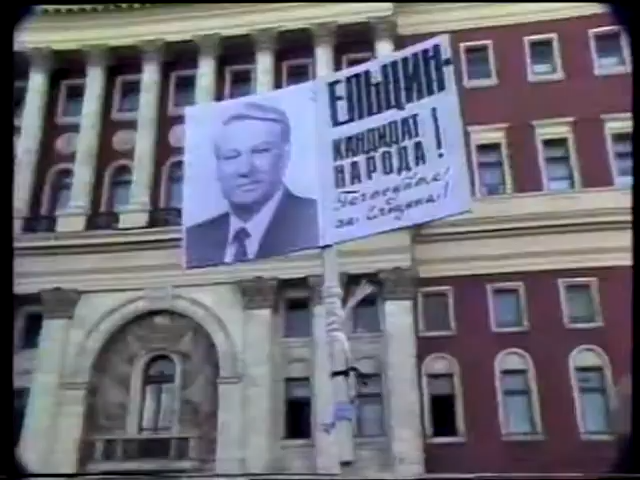 ЕЛЬЦИН-
КАНДИДАТ
НАРОДА!
Голосуйте!
за Ельцина!